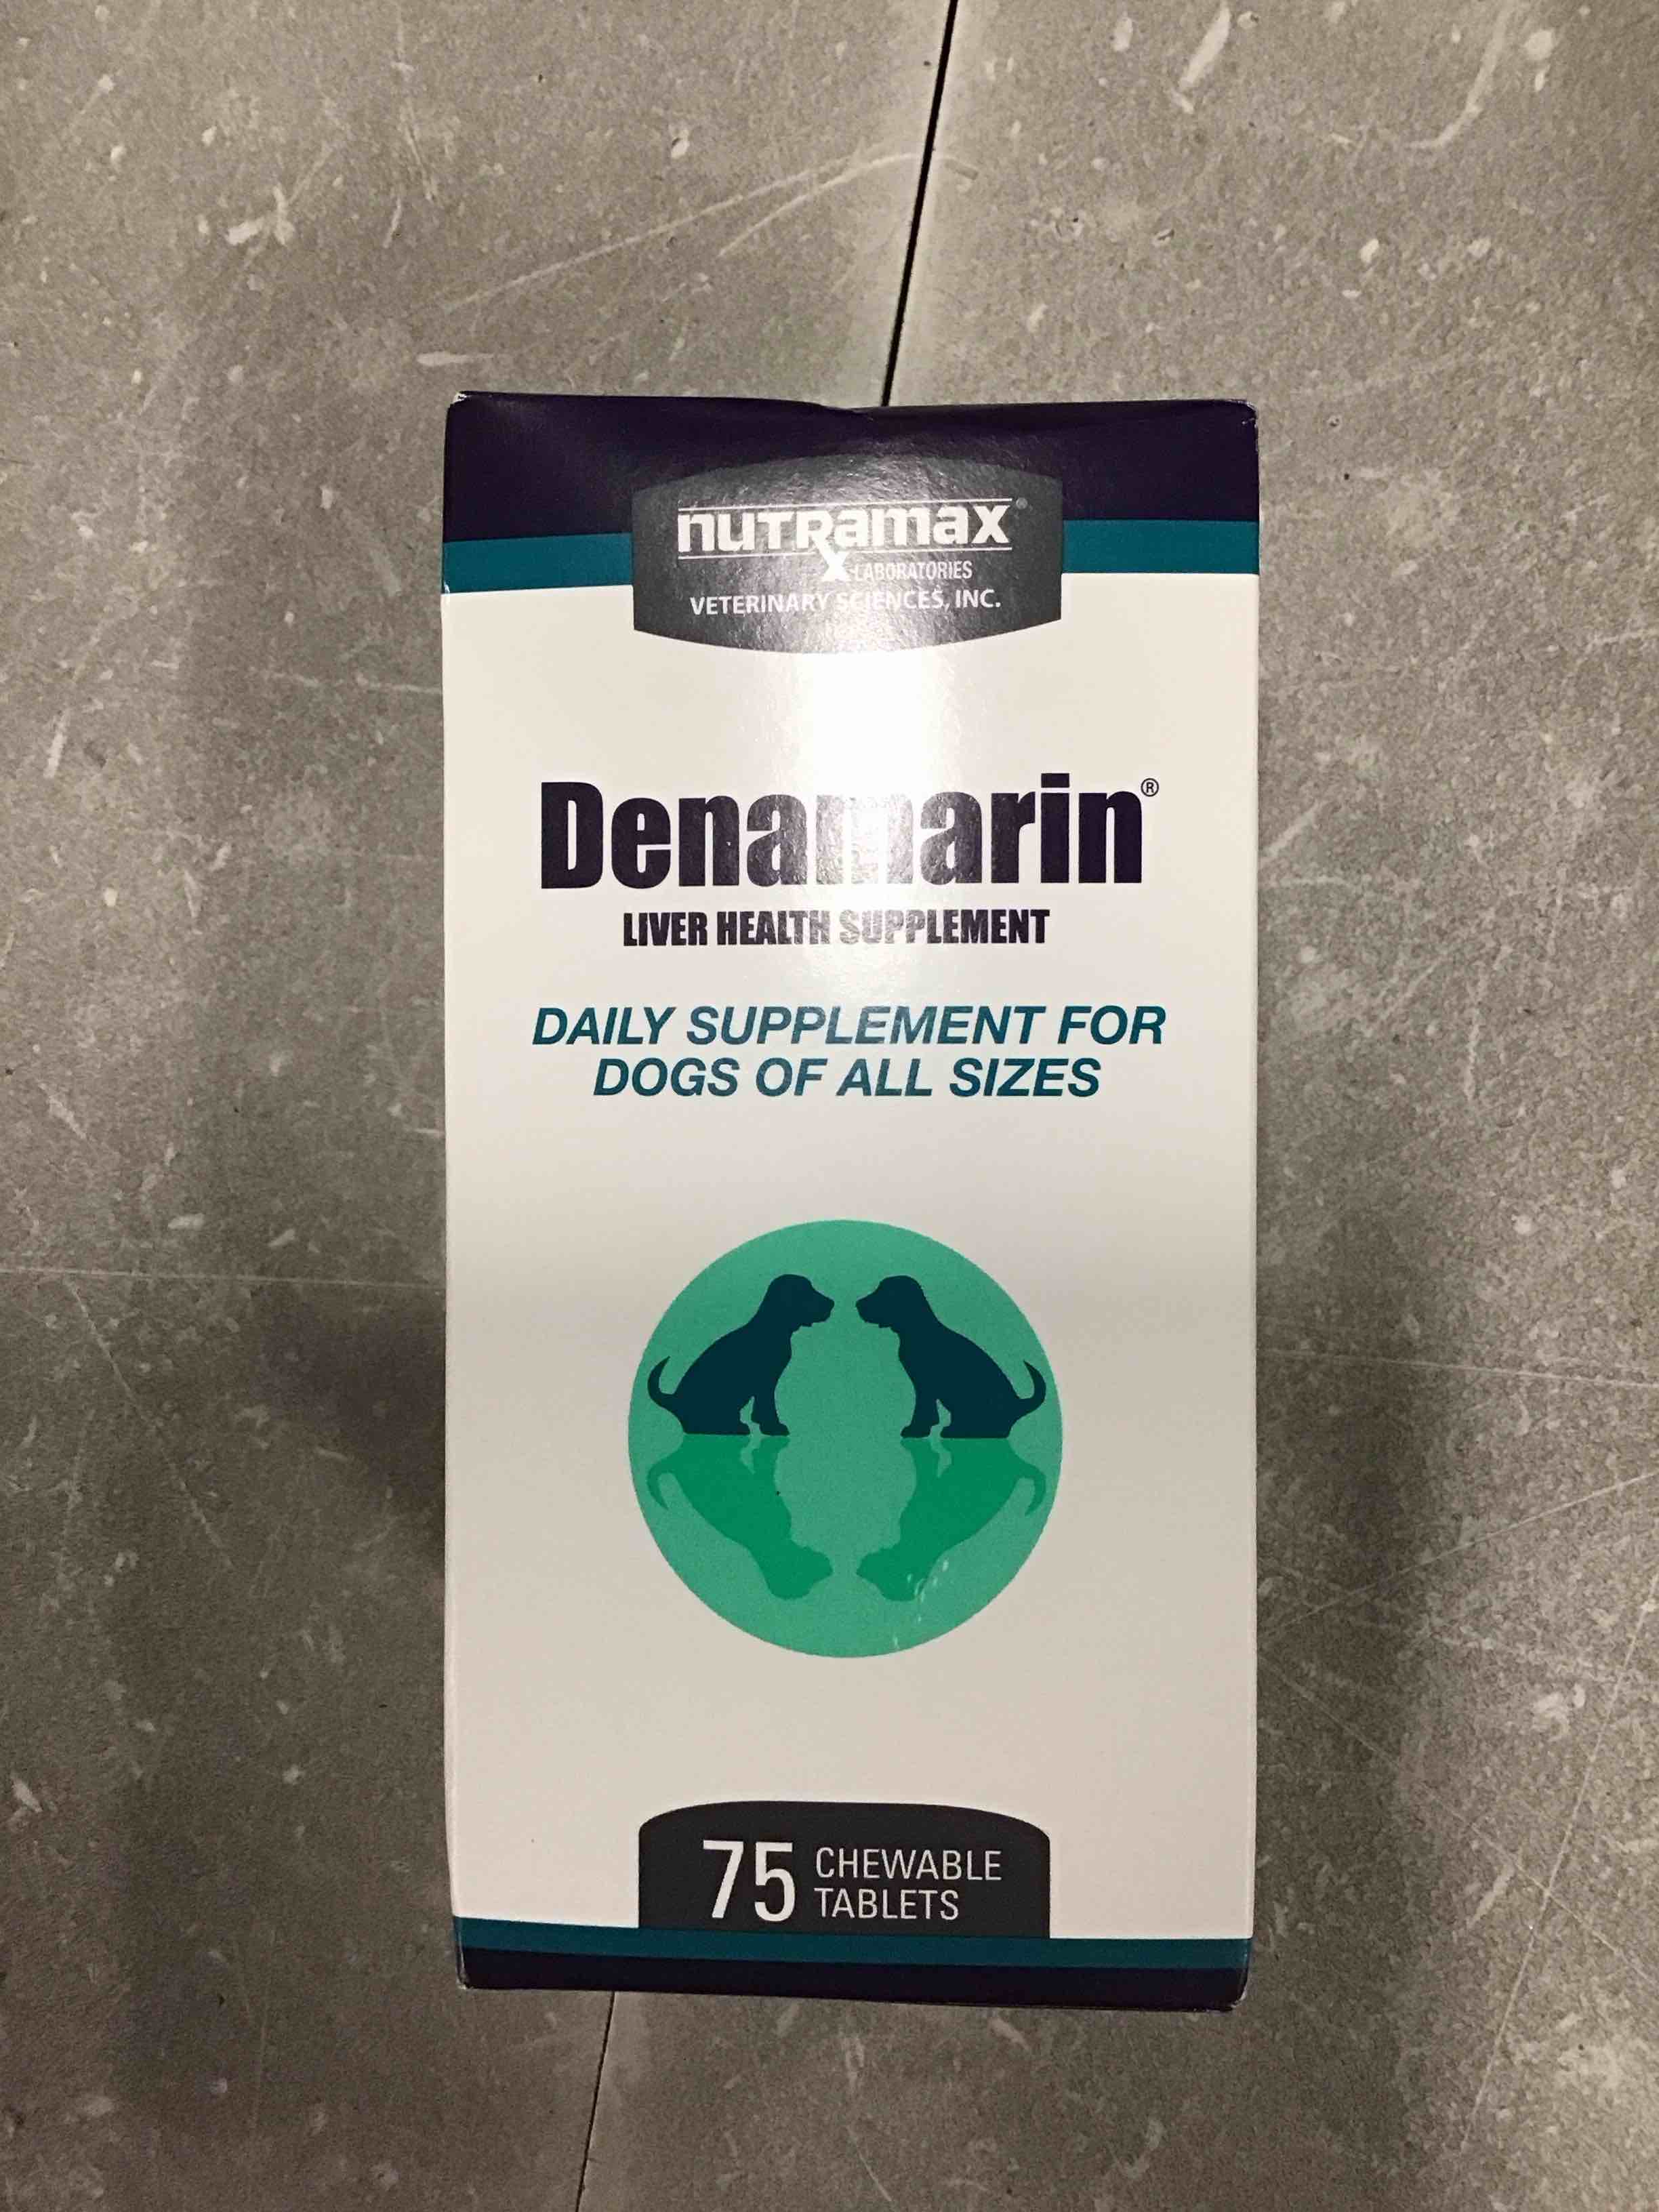 nutramax®
LABORATORIES
VETERINARY SCIENCES, INC.
Denamarin®
LIVER HEALTH SUPPLEMENT
DAILY SUPPLEMENT FOR
DOGS OF ALL SIZES
75 CHEWABLE
TABLETS